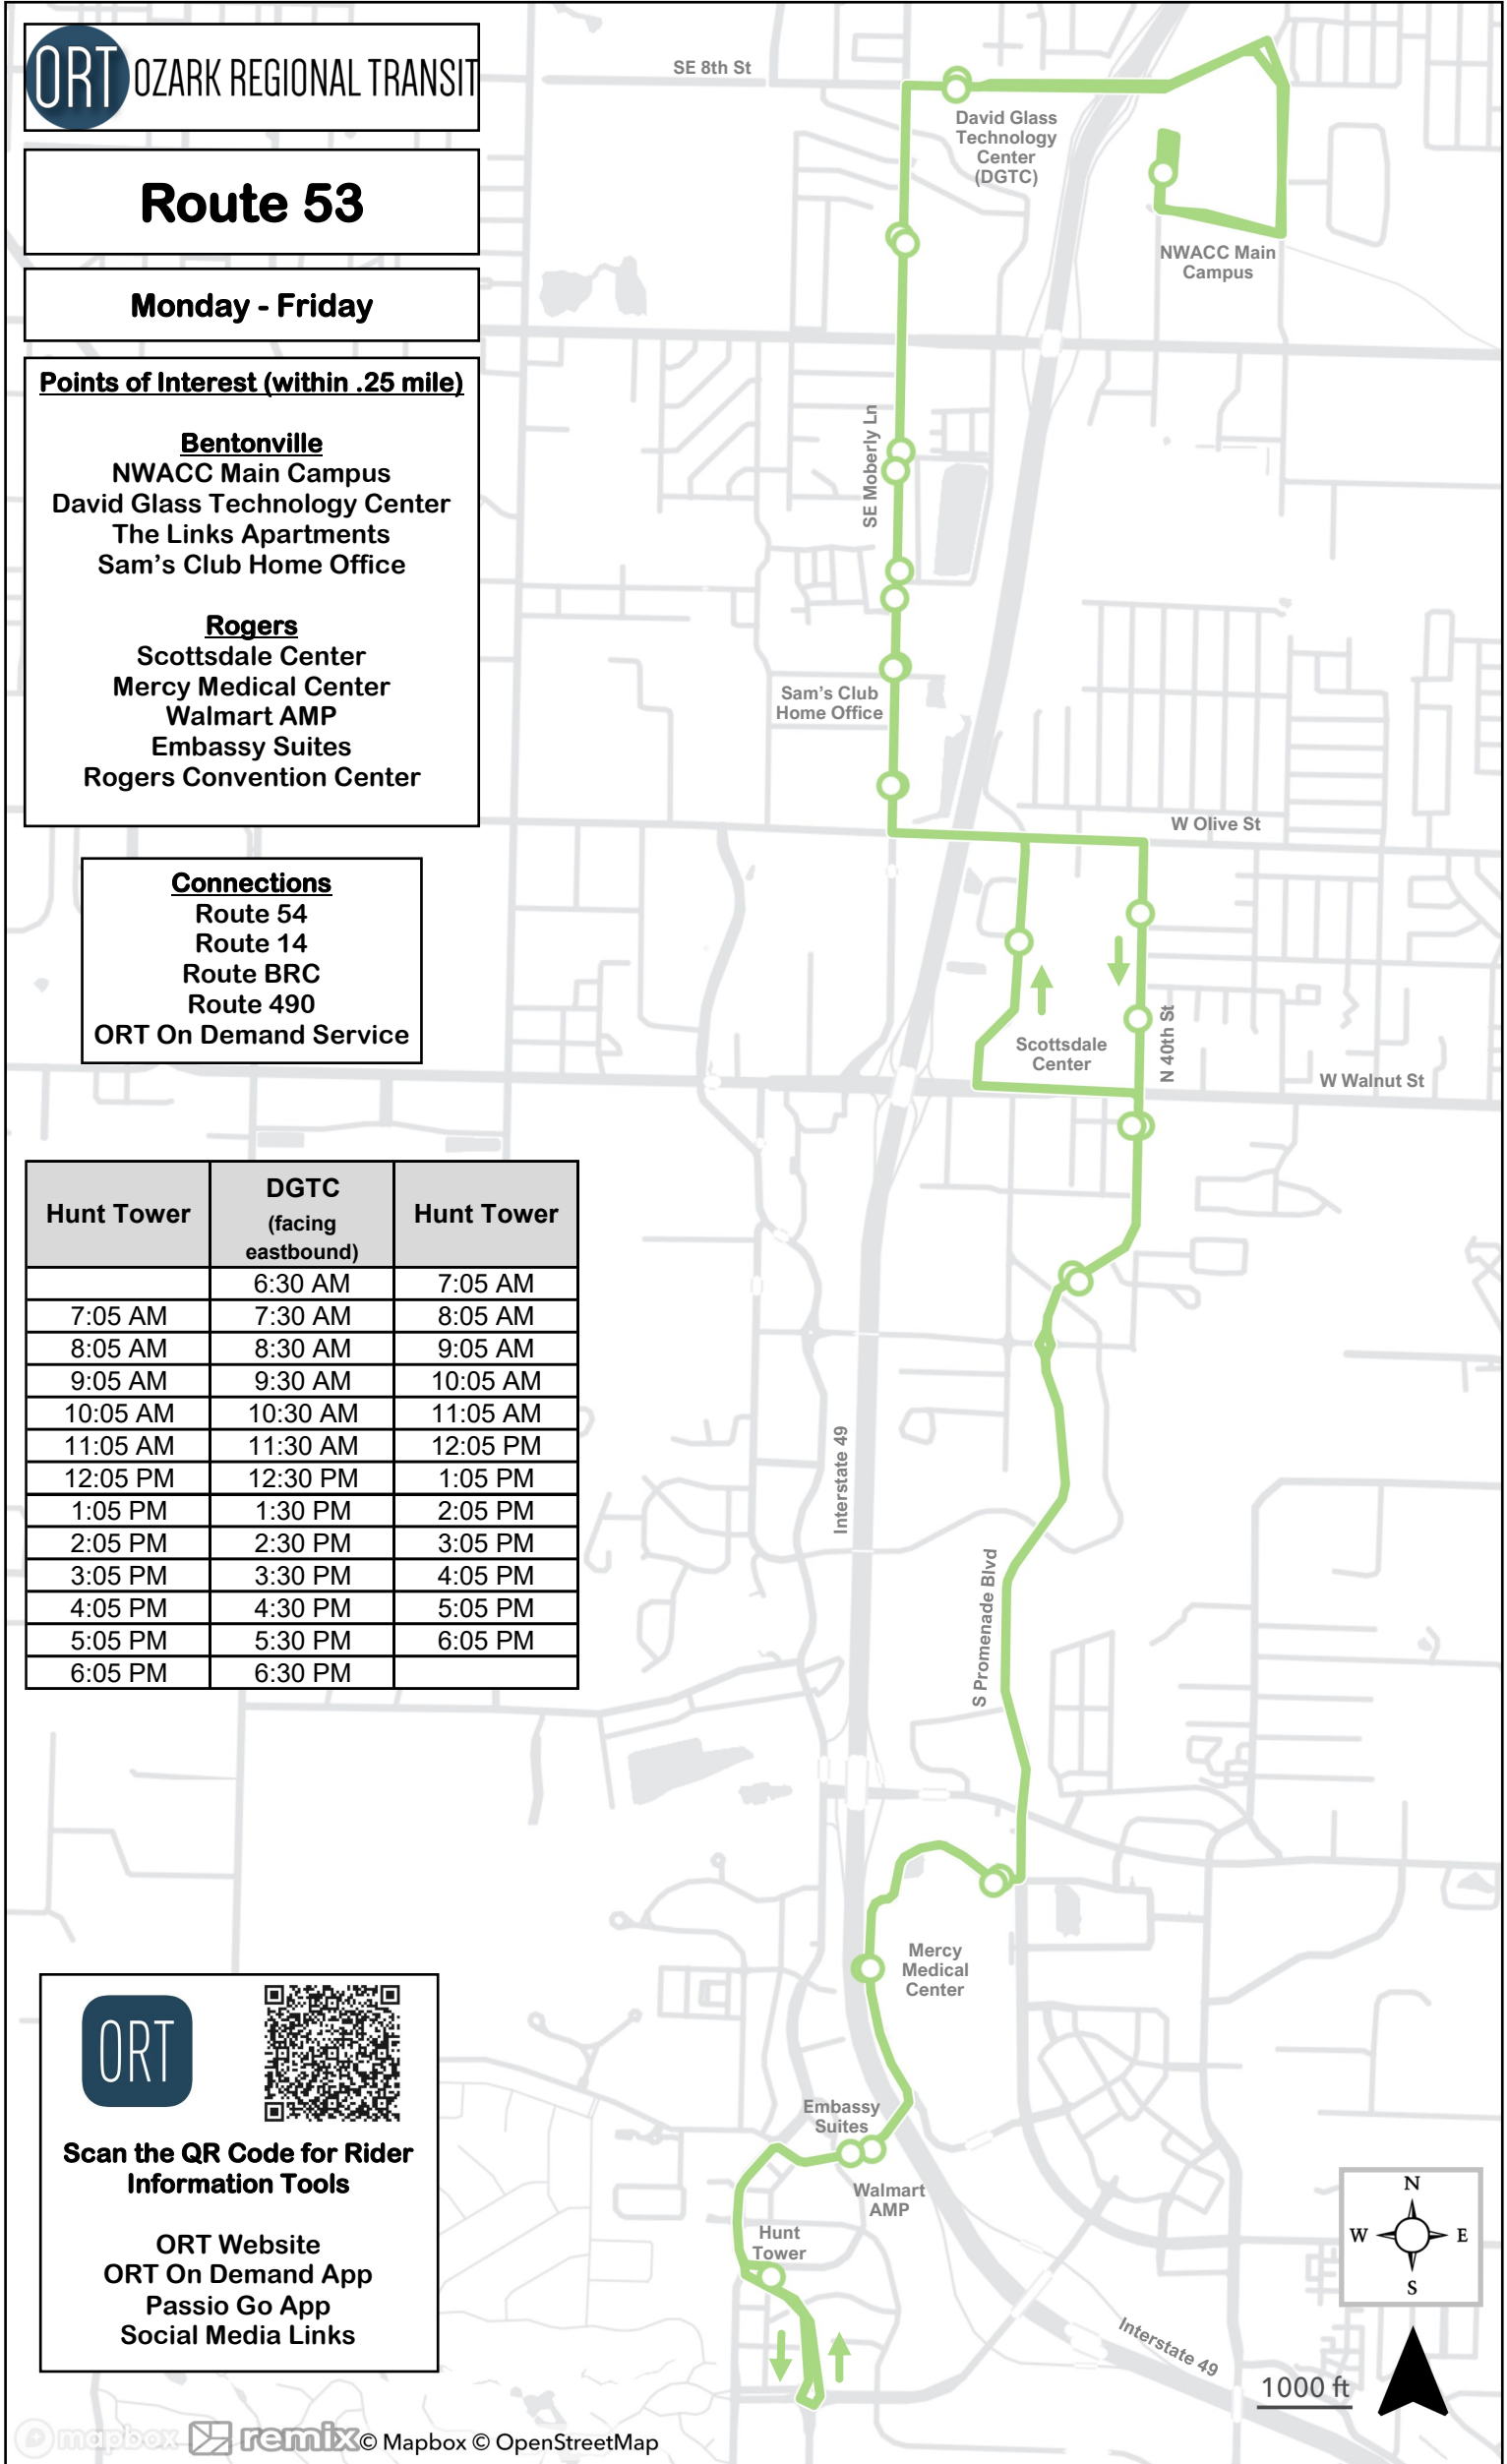 ORT OZARK REGIONAL TRANSIT
Route 53
Monday - Friday
Points of Interest (within .25 mile)
Bentonville
NWACC Main Campus
David Glass Technology Center
The Links Apartments
Sam's Club Home Office
Rogers
Scottsdale Center
Mercy Medical Center
Walmart AMP
Embassy Suites
Rogers Convention Center
Connections
Route 54
Route 14
Route BRC
Route 490
ORT On Demand Service
Hunt Tower DGTC (facing eastbound) Hunt Tower
6:30 AM 7:05 AM
7:05 AM 7:30 AM 8:05 AM
8:05 AM 8:30 AM 9:05 AM
9:05 AM 9:30 AM 10:05 AM
10:05 AM 10:30 AM 11:05 AM
11:05 AM 11:30 AM 12:05 PM
12:05 PM 12:30 PM 1:05 PM
1:05 PM 1:30 PM 2:05 PM
2:05 PM 2:30 PM 3:05 PM
3:05 PM 3:30 PM 4:05 PM
4:05 PM 4:30 PM 5:05 PM
5:05 PM 5:30 PM 6:05 PM
6:05 PM 6:30 PM
ORT
Scan the QR Code for Rider
Information Tools
ORT Website
ORT On Demand App
Passio Go App
Social Media Links
SE 8th St
David Glass
Technology
Center
(DGTC)
NWACC Main
Campus
SE Moberly Ln
Sam's Club
Home Office
W Olive St
Scottsdale
Center
N 40th St
W Walnut St
Interstate 49
S Promenade Blvd
Mercy
Medical
Center
Embassy
Suites
Walmart
AMP
Hunt
Tower
Interstate 49
N
W E
S
1000 ft
mapbox remix © Mapbox © OpenStreetMap